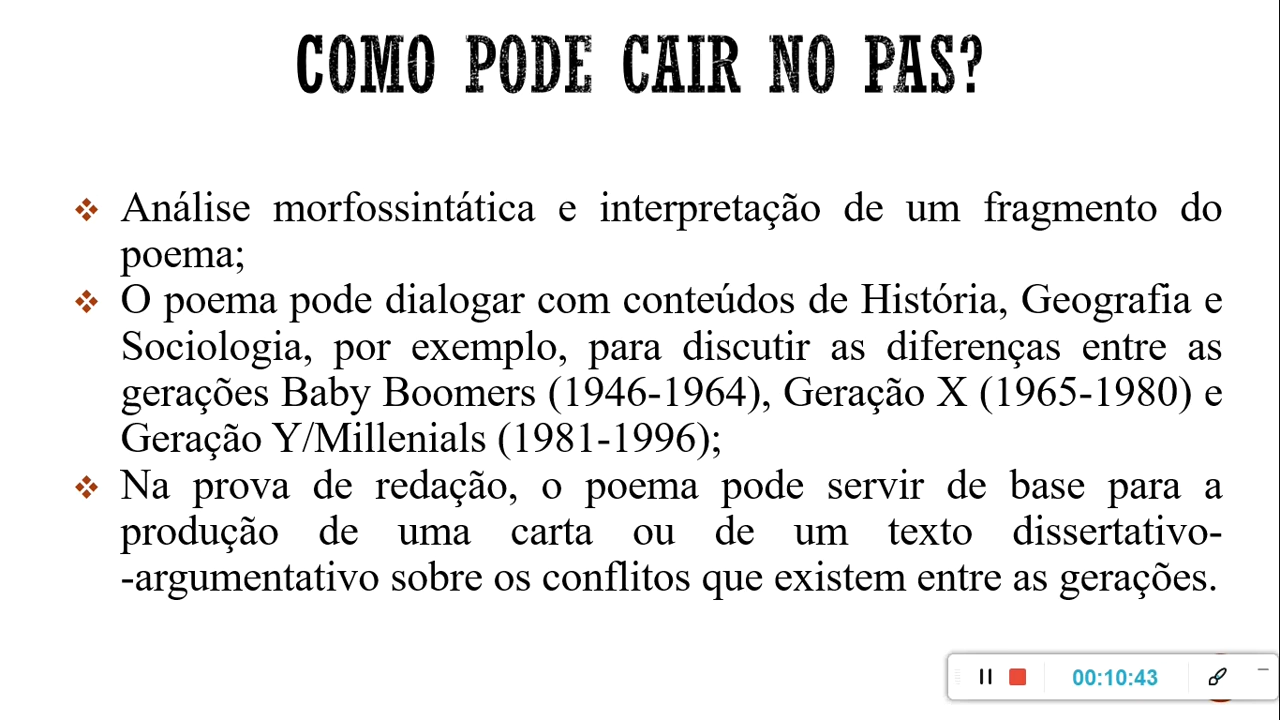 COMO PODE CAIR NO PAS?
❖ Análise morfossintática e interpretação de um fragmento do
poema;
❖ O poema pode dialogar com conteúdos de História, Geografia e
Sociologia, por exemplo, para discutir as diferenças entre as
gerações Baby Boomers (1946-1964), Geração X (1965-1980) e
Geração Y/Millenials (1981-1996);
❖ Na prova de redação, o poema pode servir de base para a
produção de uma carta ou de um texto dissertativo-
-argumentativo sobre os conflitos que existem entre as gerações.
00:10:43